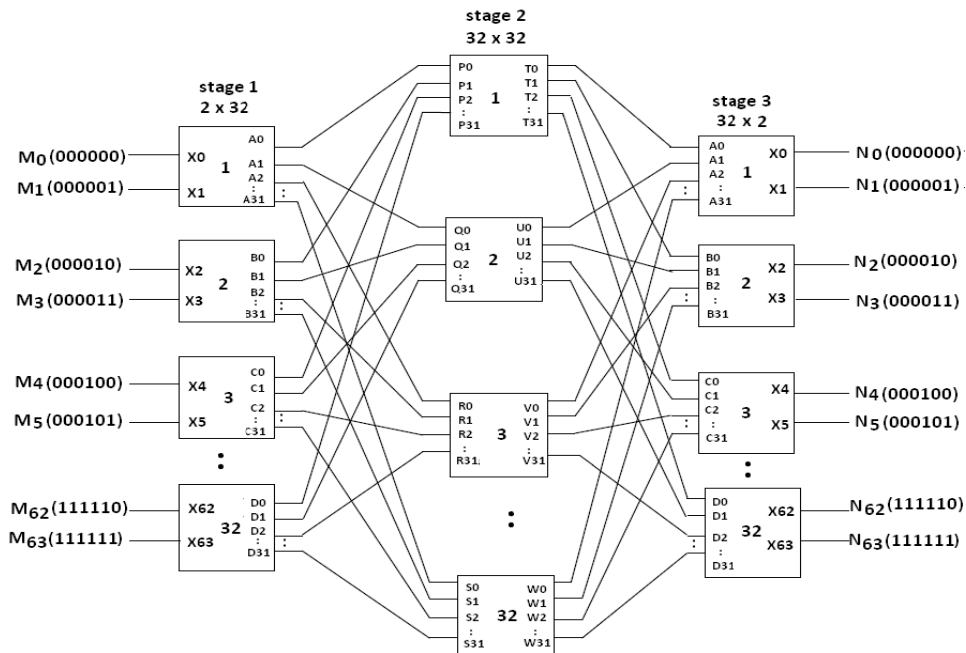 stage 2
32 x 32
P0
P1
P2
:
P31
1
T0
T1
T2
:
T31
stage 1
2 x 32
M0(000000)
M1(000001)
X0
X1
1
A0
A1
A2
:
A31
:
M2(000010)
M3(000011)
X2
X3
2
B0
B1
B2
:
B31
:
M4(000100)
M5(000101)
X4
X5
3
C0
C1
C2
:
C31
:
:
M62(111110)
M63(111111)
X62
X63
32
D0
D1
D2
:
D31
:
Q0
Q1
Q2
:
Q31
2
U0
U1
U2
:
U31
R0
R1
R2
:
R31
3
V0
V1
V2
:
V31
:
S0
S1
S2
:
S31
32
W0
W1
W2
:
W31
stage 3
32 x 2
A0
A1
A2
:
A31
:
1
X0
X1
N0(000000)
N1(000001)
B0
B1
B2
:
B31
:
2
X2
X3
N2(000010)
N3(000011)
C0
C1
C2
:
C31
:
3
X4
X5
N4(000100)
N5(000101)
:
D0
D1
D2
:
D31
:
32
X62
X63
N62(111110)
N63(111111)